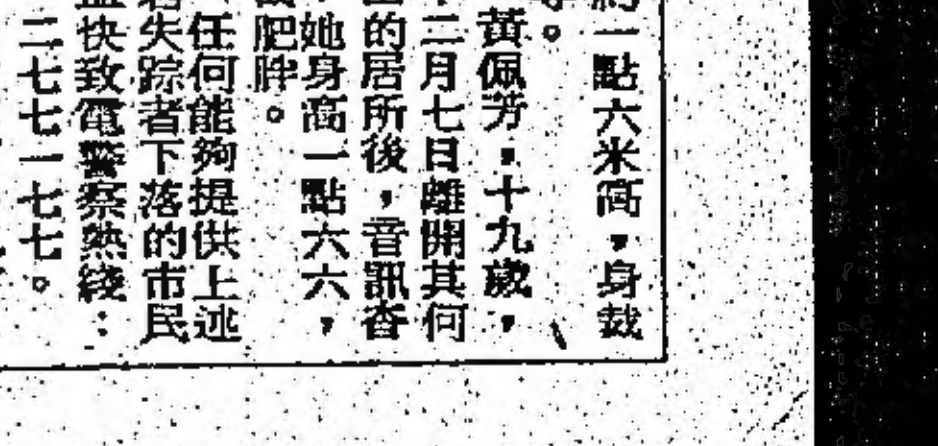 一點六米高，身裁
。
黃佩芳，十九歲，
二月七日離開其何
的居所後，音訊杳
，她身高一點六六，
肥胖。
任何能夠提供上述
失踪者下落的市民
快致電警察熱綫：
二七七一七七。